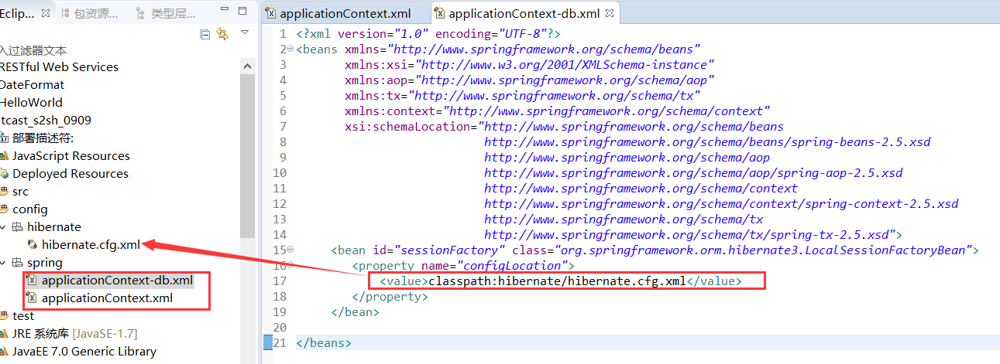 Eclip...
包资源...
类型层...
入过滤器文本
RESTful Web Services
DateFormat
HelloWorld
tcast_s2sh_0909
部署描述符:
JavaScript Resources
Deployed Resources
src
config
hibernate
hibernate.cfg.xml
spring
applicationContext-db.xml
applicationContext.xml
test
JRE 系统库 [JavaSE-1.7]
JavaEE 7.0 Generic Library
applicationContext.xml
applicationContext-db.xml
1 <?xml version="1.0" encoding="UTF-8"?>
2 <beans xmlns="http://www.springframework.org/schema/beans"
3 xmlns:xsi="http://www.w3.org/2001/XMLSchema-instance"
4 xmlns:aop="http://www.springframework.org/schema/aop"
5 xmlns:tx="http://www.springframework.org/schema/tx"
6 xmlns:context="http://www.springframework.org/schema/context"
7 xsi:schemaLocation="http://www.springframework.org/schema/beans
8 http://www.springframework.org/schema/beans/spring-beans-2.5.xsd
9 http://www.springframework.org/schema/aop
10 http://www.springframework.org/schema/aop/spring-aop-2.5.xsd
11 http://www.springframework.org/schema/context
12 http://www.springframework.org/schema/context/spring-context-2.5.xsd
13 http://www.springframework.org/schema/tx
14 http://www.springframework.org/schema/tx/spring-tx-2.5.xsd">
15 <bean id="sessionFactory" class="org.springframework.orm.hibernate3.LocalSessionFactoryBean">
16 <property name="configLocation">
17 <value>classpath:hibernate/hibernate.cfg.xml</value>
18 </property>
19 </bean>
20
21 </beans>